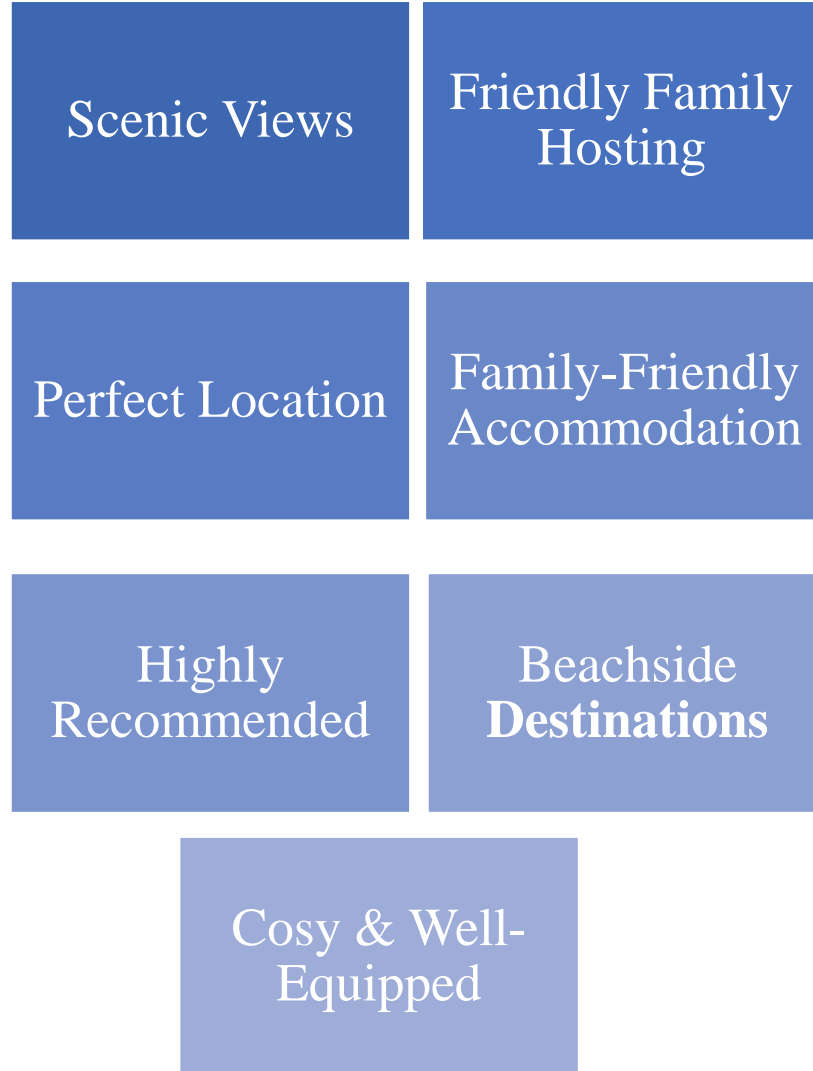 Scenic Views
Friendly Family
Hosting
Perfect Location
Family-Friendly
Accommodation
Highly
Recommended
Beachside
Destinations
Cosy & Well-
Equipped